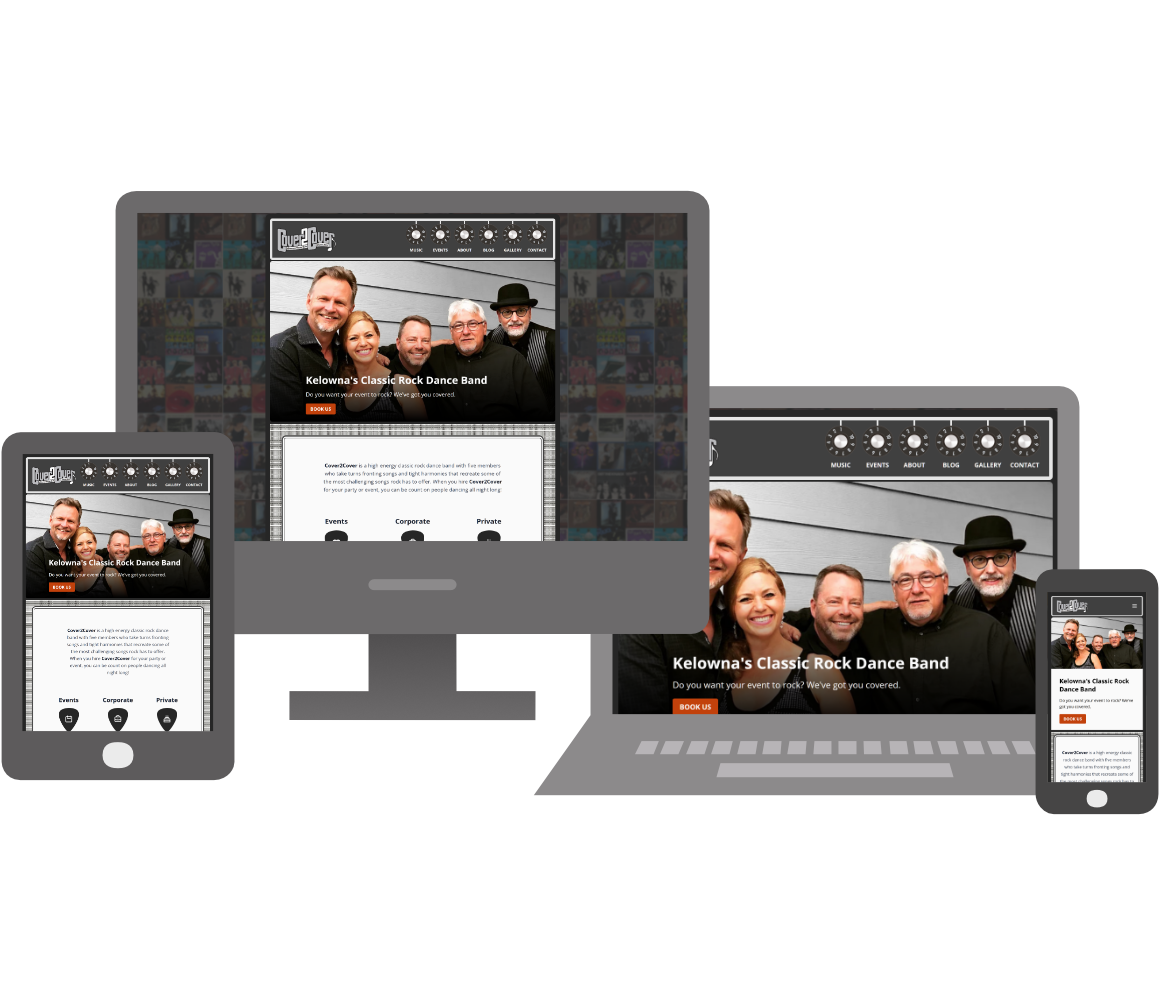 Cover2Cover
MUSIC EVENTS ABOUT BLOG GALLERY CONTACT
Kelowna's Classic Rock Dance Band
Do you want your event to rock? We've got you covered.
BOOK US
Cover2Cover is a high energy classic rock dance band with five members
who take turns fronting songs and tight harmonies that recreate some of
the most challenging songs rock has to offer. When you hire Cover2Cover
for your party or event, you can count on people dancing all night long!
Events Corporate Private
Cover2Cover
MUSIC EVENTS ABOUT BLOG GALLERY CONTACT
Kelowna's Classic Rock Dance Band
Do you want your event to rock? We've got you covered.
BOOK US
Cover2Cover is a high energy classic rock dance
band with five members who take turns fronting
songs and tight harmonies that recreate some of
the most challenging songs rock has to offer.
When you hire Cover2Cover for your party or
event, you can count on people dancing all
night long!
Events Corporate Private
MUSIC EVENTS ABOUT BLOG GALLERY CONTACT
Kelowna's Classic Rock Dance Band
Do you want your event to rock? We've got you covered.
BOOK US
Cover2Cover
Kelowna's Classic Rock
Dance Band
Do you want your event to rock? We've
got you covered.
BOOK US
Cover2Cover is a high energy classic
rock dance band with five members
who take turns fronting songs and
tight harmonies that recreate some of